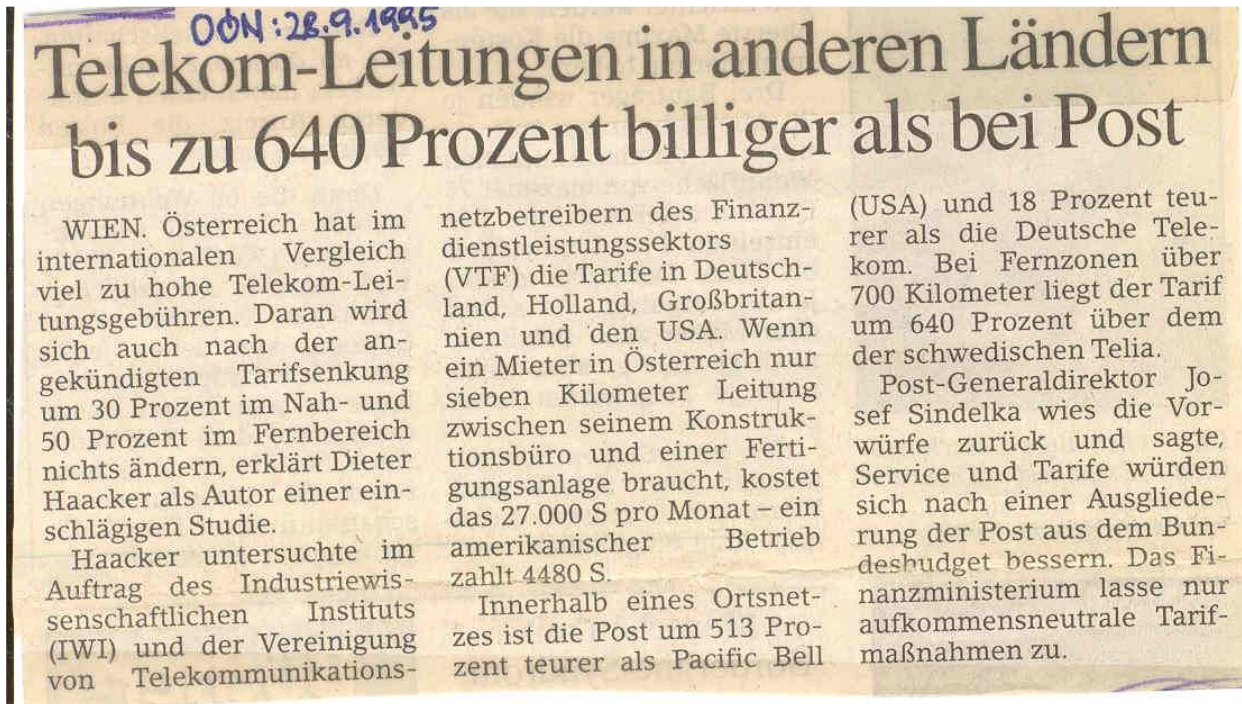 OÖN: 28.9.1995
Telekom-Leitungen in anderen Ländern
bis zu 640 Prozent billiger als bei Post
WIEN. Österreich hat im
internationalen Vergleich
viel zu hohe Telekom-Lei-
tungsgebühren. Daran wird
sich auch nach der an-
gekündigten Tarifsenkung
um 30 Prozent im Nah- und
50 Prozent im Fernbereich
nichts ändern, erklärt Dieter
Haacker als Autor einer ein-
schlägigen Studie.
Haacker untersuchte im
Auftrag des Industriewis-
senschaftlichen Instituts
(IWI) und der Vereinigung
von Telekommunikations-
netzbetreibern des Finanz-
dienstleistungssektors
(VTF) die Tarife in Deutsch-
land, Holland, Großbritan-
nien und den USA. Wenn
ein Mieter in Österreich nur
sieben Kilometer Leitung
zwischen seinem Konstruk-
tionsbüro und einer Ferti-
gungsanlage braucht, kostet
das 27.000 S pro Monat – ein
amerikanischer Betrieb
zahlt 4480 S.
Innerhalb eines Ortsnet-
zes ist die Post um 513 Pro-
zent teurer als Pacific Bell
(USA) und 18 Prozent teu-
rer als die Deutsche Tele-
kom. Bei Fernzonen über
700 Kilometer liegt der Tarif
um 640 Prozent über dem
der schwedischen Telia.
Post-Generaldirektor Jo-
sef Sindelka wies die Vor-
würfe zurück und sagte,
Service und Tarife würden
sich nach einer Ausgliede-
rung der Post aus dem Bun-
desbudget bessern. Das Fi-
nanzministerium lasse nur
aufkommensneutrale Tarif-
maßnahmen zu.